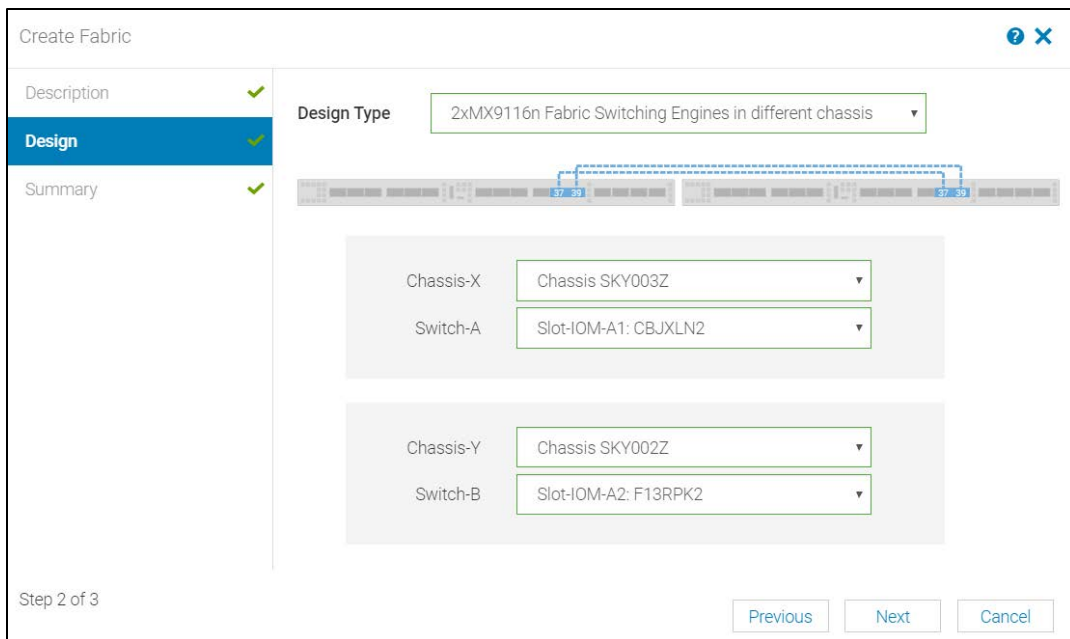 Create Fabric
Description
Design
Summary
Design Type 2xMX9116n Fabric Switching Engines in different chassis
37 39 37 39
Chassis-X Chassis SKY003Z
Switch-A Slot-IOM-A1: CBJXLN2
Chassis-Y Chassis SKY002Z
Switch-B Slot-IOM-A2: F13RPK2
Step 2 of 3
Previous Next Cancel